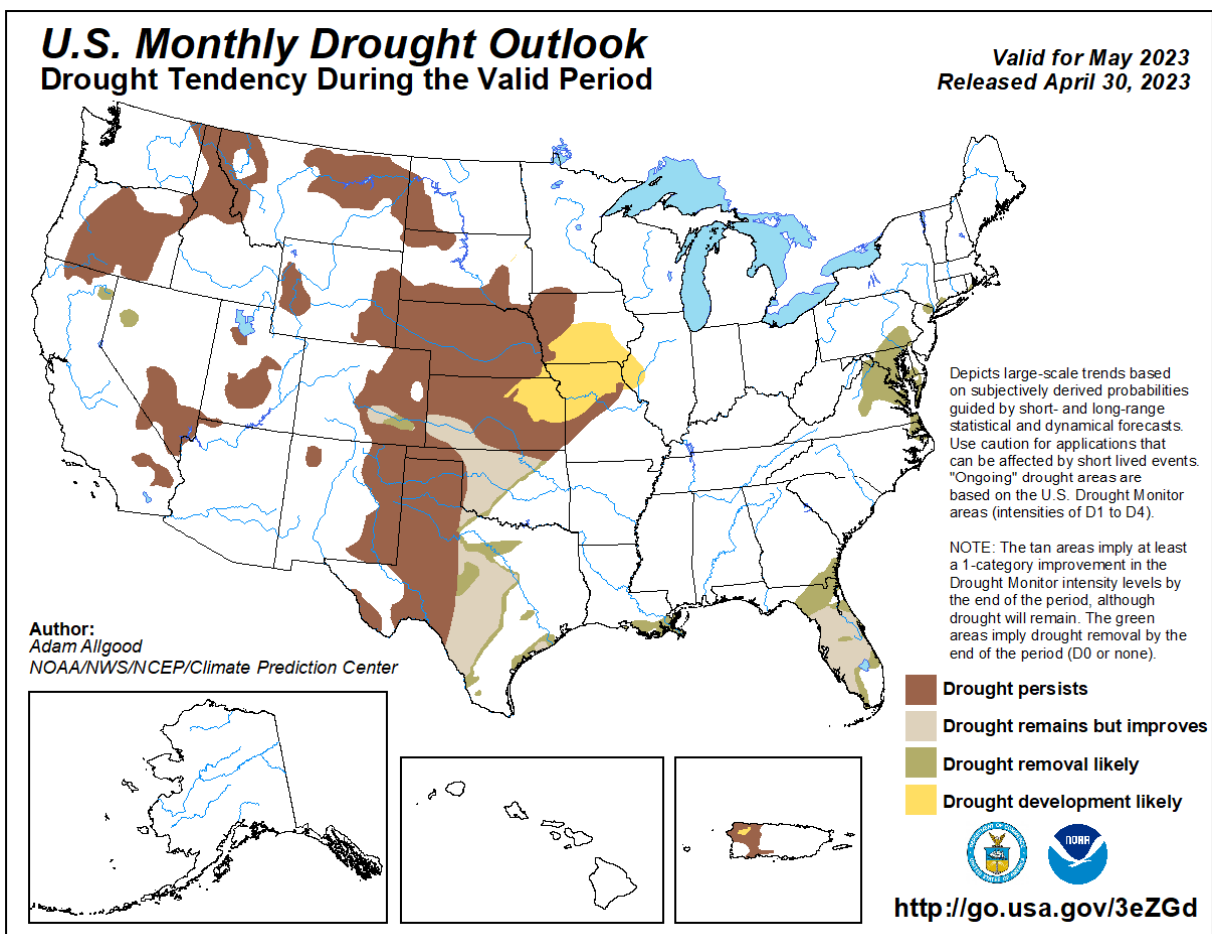 U.S. Monthly Drought Outlook
Drought Tendency During the Valid Period
Valid for May 2023
Released April 30, 2023
Depicts large-scale trends based
on subjectively derived probabilities
guided by short- and long-range
statistical and dynamical forecasts.
Use caution for applications that
can be affected by short lived events.
"Ongoing" drought areas are
based on the U.S. Drought Monitor
areas (intensities of D1 to D4).
NOTE: The tan areas imply at least
a 1-category improvement in the
Drought Monitor intensity levels by
the end of the period, although
drought will remain. The green
areas imply drought removal by the
end of the period (D0 or none).
Author:
Adam Allgood
NOAA/NWS/NCEP/Climate Prediction Center
Drought persists
Drought remains but improves
Drought removal likely
Drought development likely
NOAA
http://go.usa.gov/3eZGd